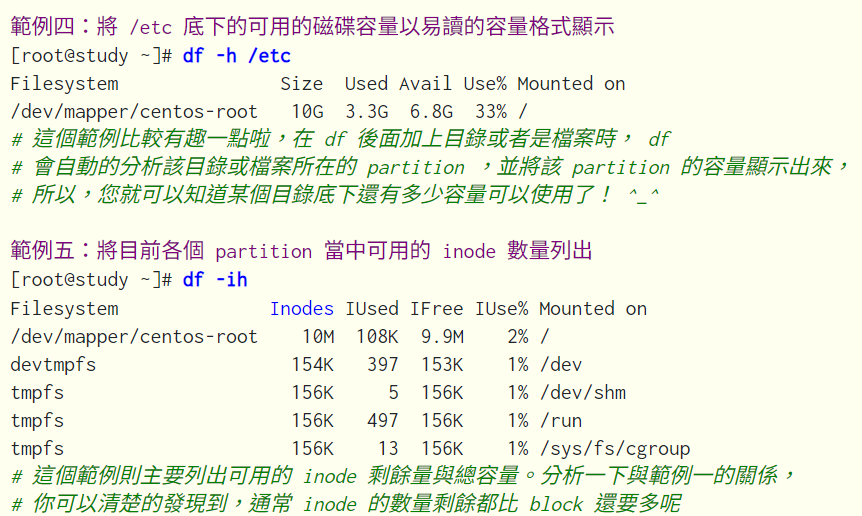 範例四：將 /etc 底下的可用的磁碟容量以易讀的容量格式顯示
[root@study ~]# df -h /etc
Filesystem               Size  Used Avail Use% Mounted on
/dev/mapper/centos-root   10G  3.3G  6.8G  33% /
# 這個範例比較有趣一點啦，在 df 後面加上目錄或者是檔案時， df
# 會自動的分析該目錄或檔案所在的 partition ，並將該 partition 的容量顯示出來，
# 所以，您就可以知道某個目錄底下還有多少容量可以使用了！ ^_^
範例五：將目前各個 partition 當中可用的 inode 數量列出
[root@study ~]# df -ih
Filesystem              Inodes IUsed IFree IUse% Mounted on
/dev/mapper/centos-root    10M  108K  9.9M    2% /
devtmpfs                  154K   397  153K    1% /dev
tmpfs                     156K     5  156K    1% /dev/shm
tmpfs                     156K   497  156K    1% /run
tmpfs                     156K    13  156K    1% /sys/fs/cgroup
# 這個範例則主要列出可用的 inode 剩餘量與總容量。分析一下與範例一的關係，
# 你可以清楚的發現到，通常 inode 的數量剩餘都比 block 還要多呢